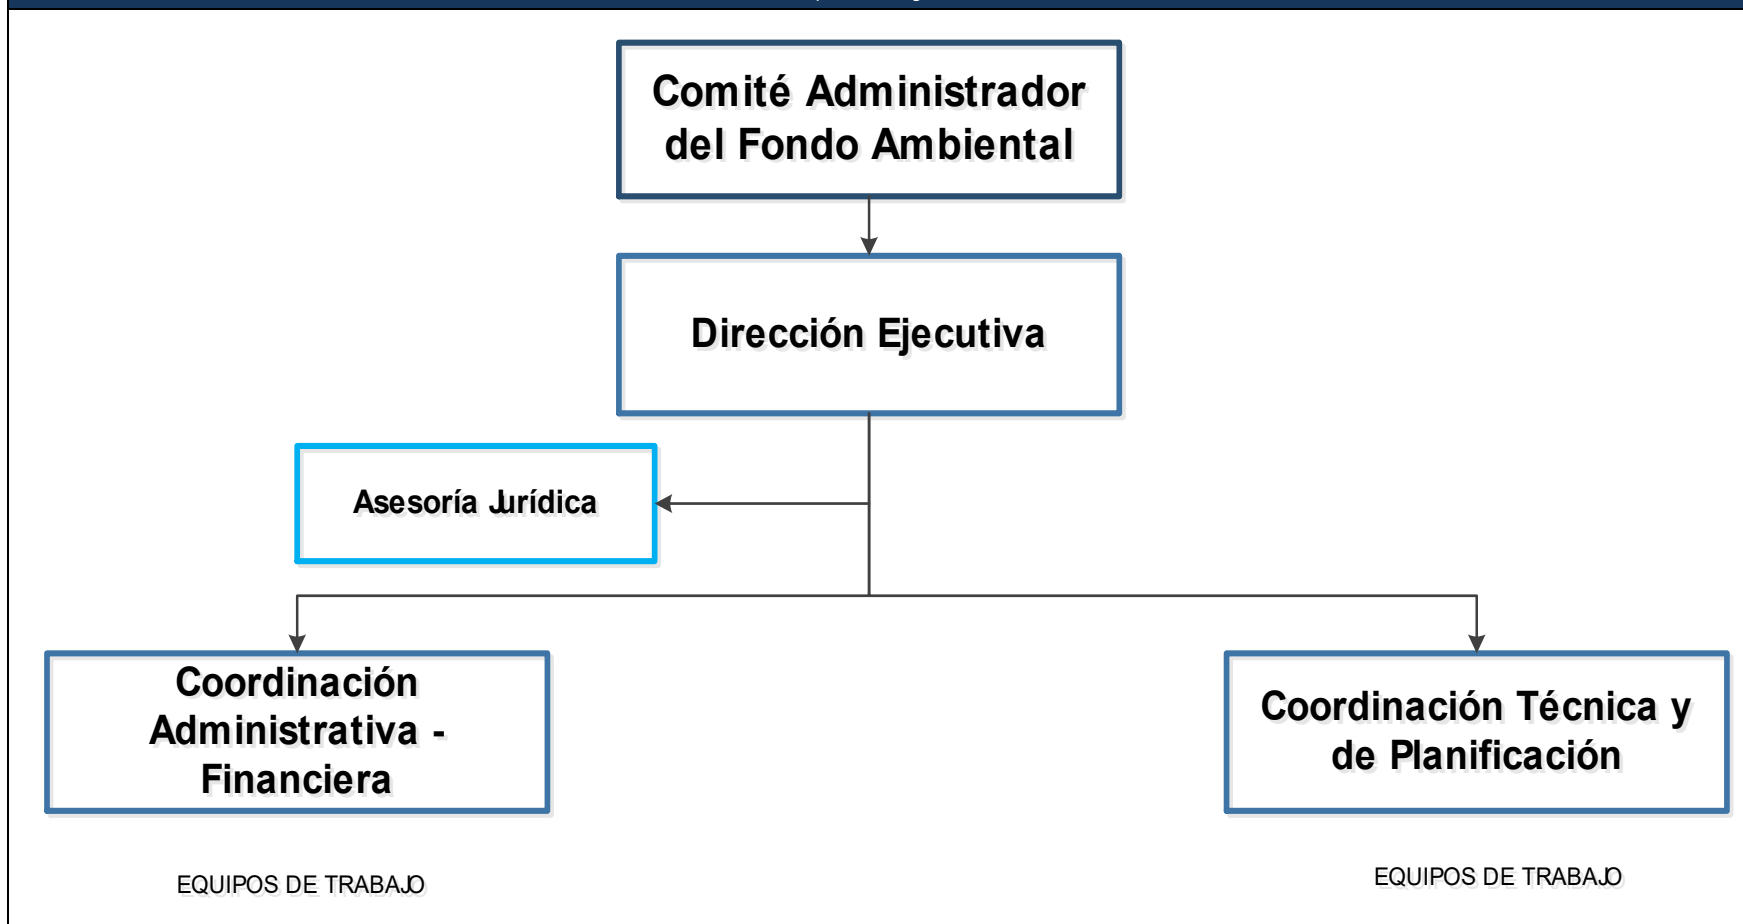 Comité Administrador
del Fondo Ambiental
Dirección Ejecutiva
Asesoría Jurídica
Coordinación
Administrativa -
Financiera
Coordinación Técnica y
de Planificación
EQUIPOS DE TRABAJO
EQUIPOS DE TRABAJO